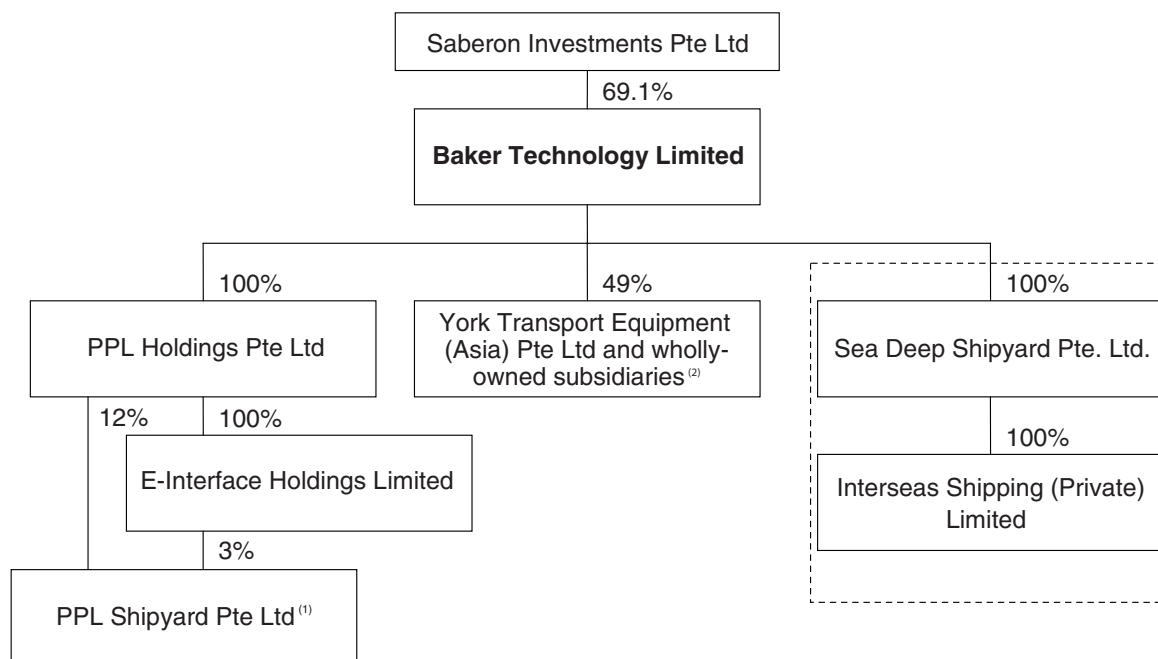 Saberon Investments Pte Ltd
69.1%
Baker Technology Limited
100%
49%
100%
PPL Holdings Pte Ltd
York Transport Equipment
(Asia) Pte Ltd and wholly-
owned subsidiaries (2)
Sea Deep Shipyard Pte. Ltd.
12%
100%
100%
E-Interface Holdings Limited
Interseas Shipping (Private)
Limited
3%
PPL Shipyard Pte Ltd (1)